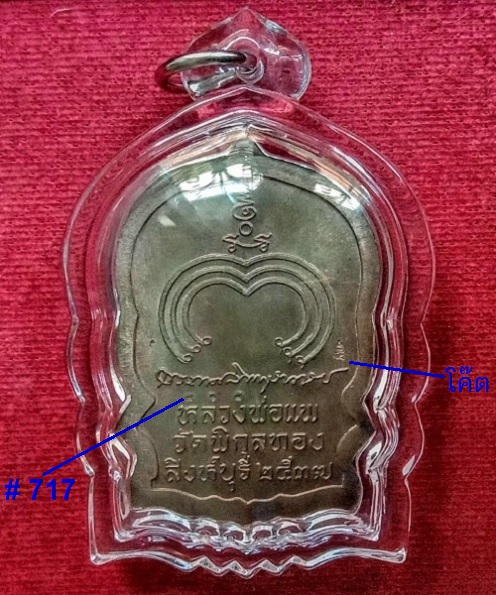 โค๊ต
หลวงพ่อแพ
วัดพิกุลทอง
สิงห์บุรี ๒๕๓๗
# 717